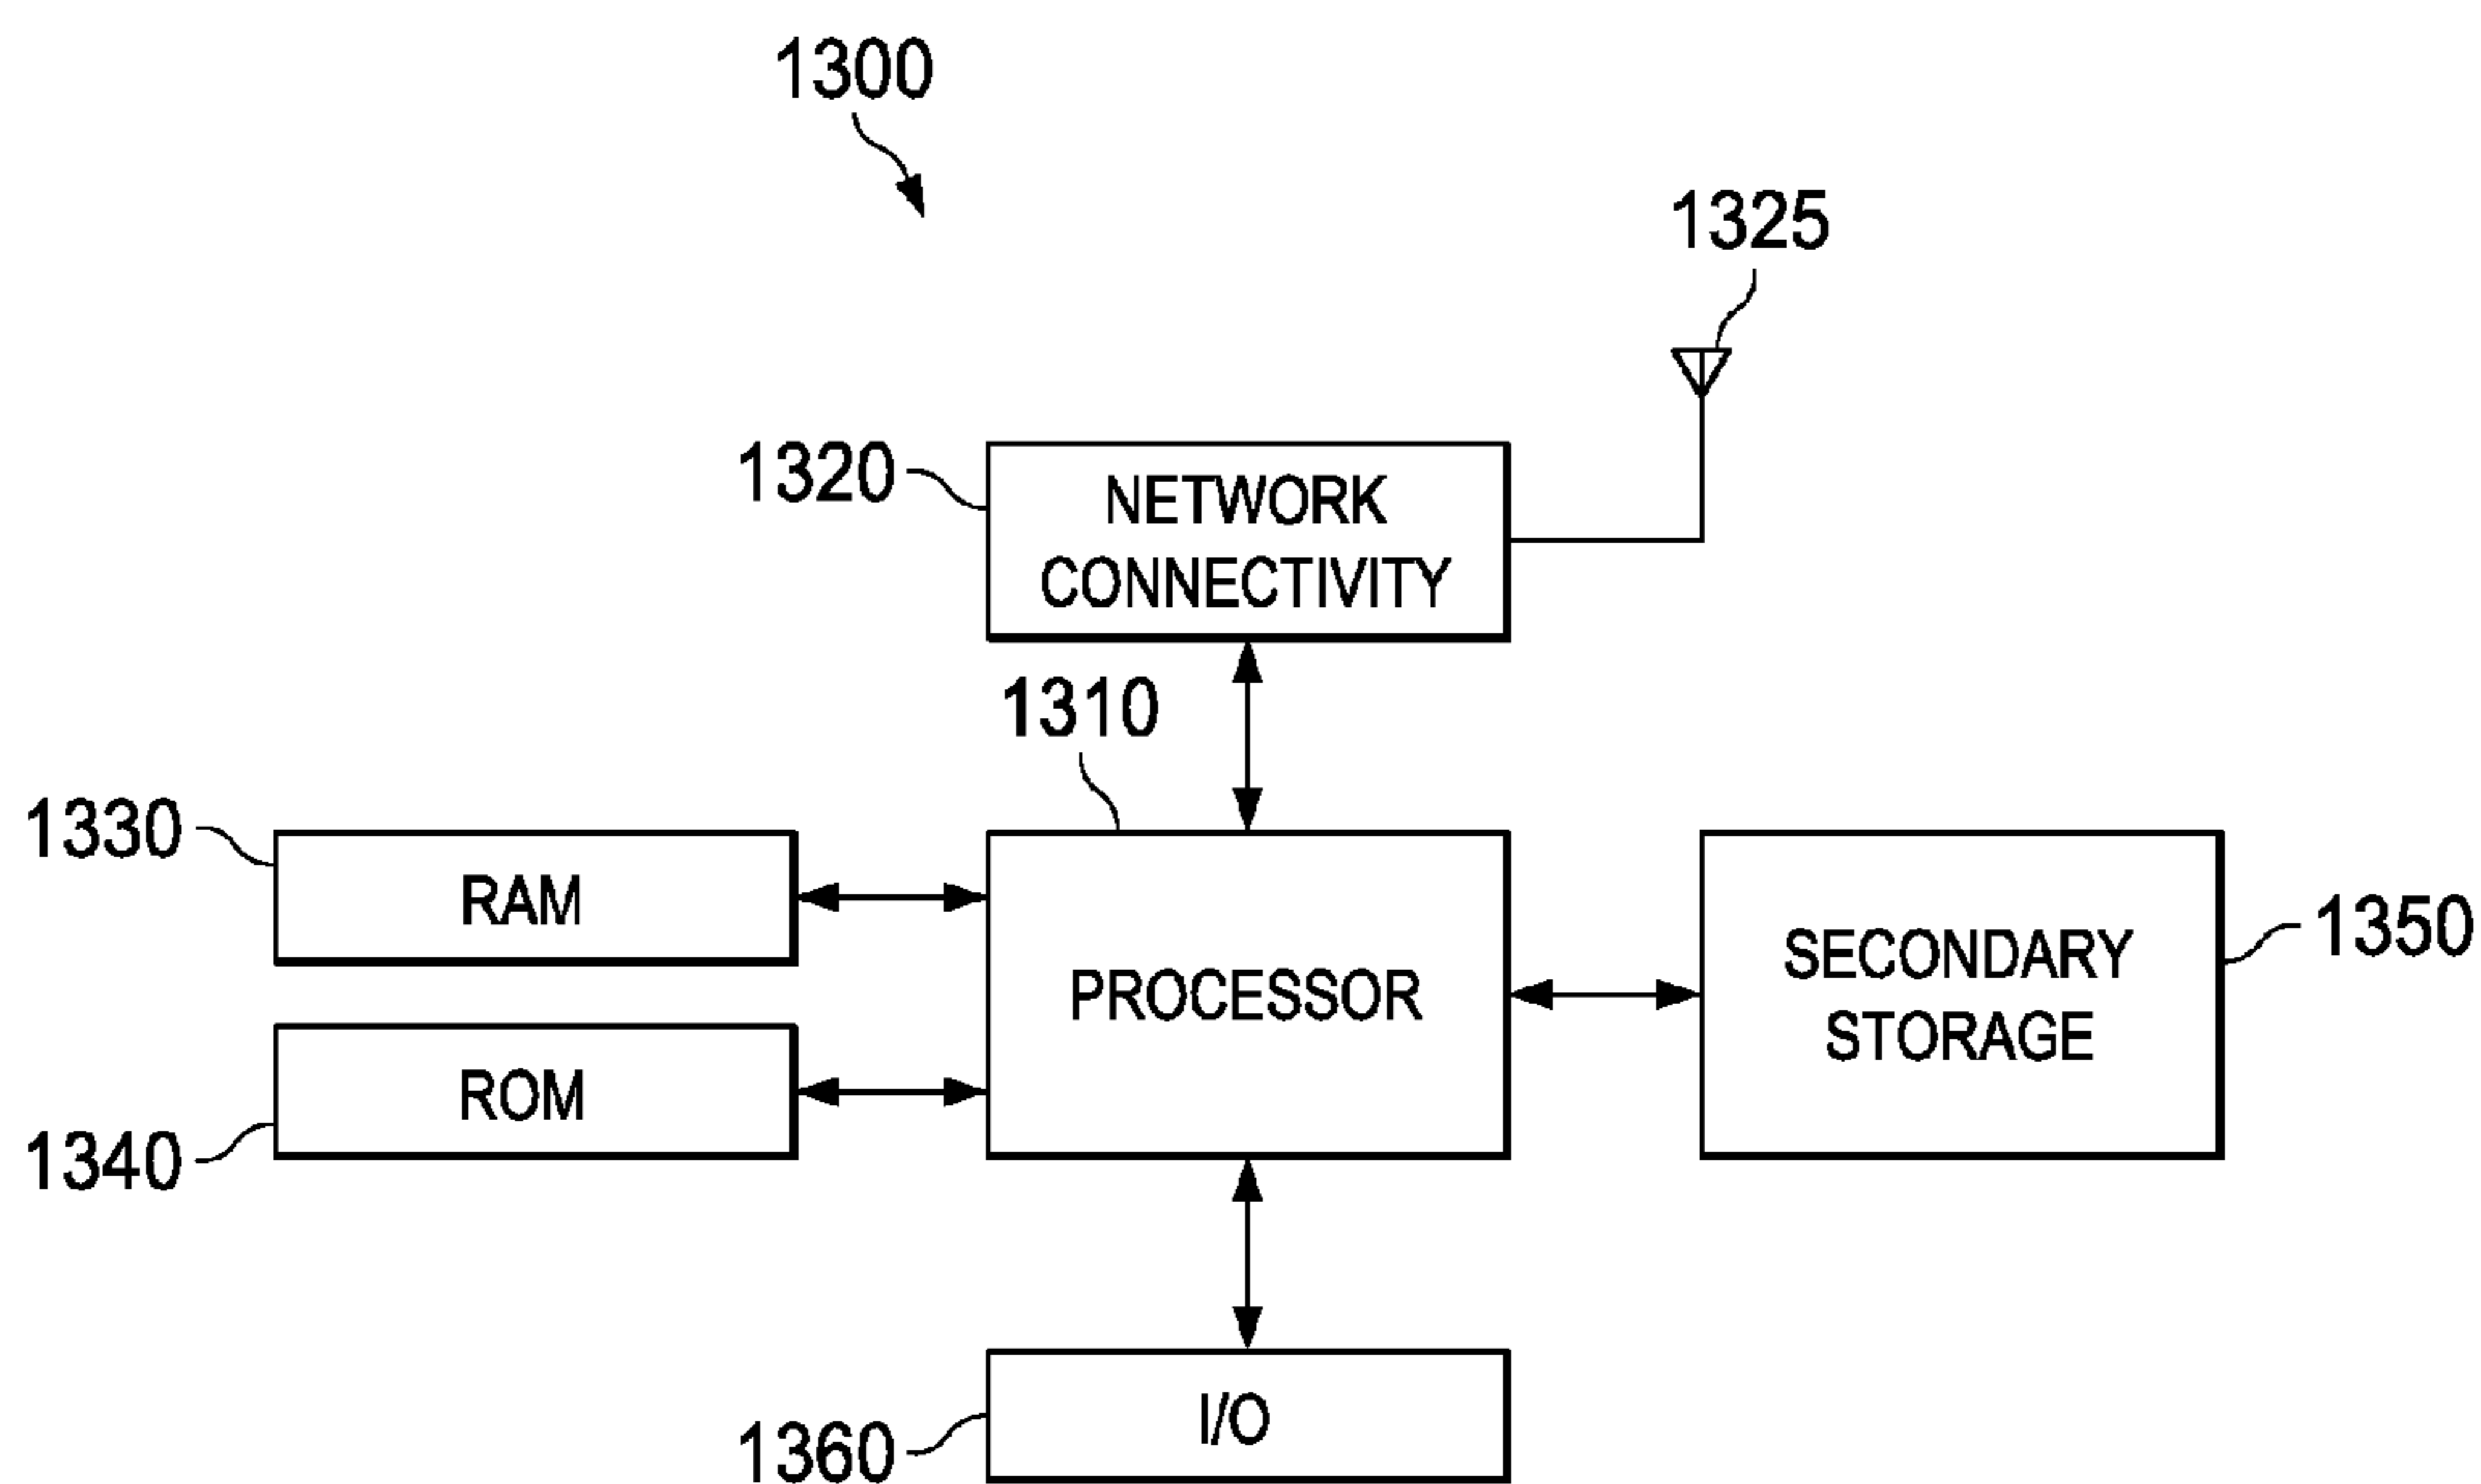 1300
1325
1320
NETWORK
CONNECTIVITY
1310
1330
RAM
PROCESSOR
SECONDARY
STORAGE
1350
ROM
1340
I/O
1360